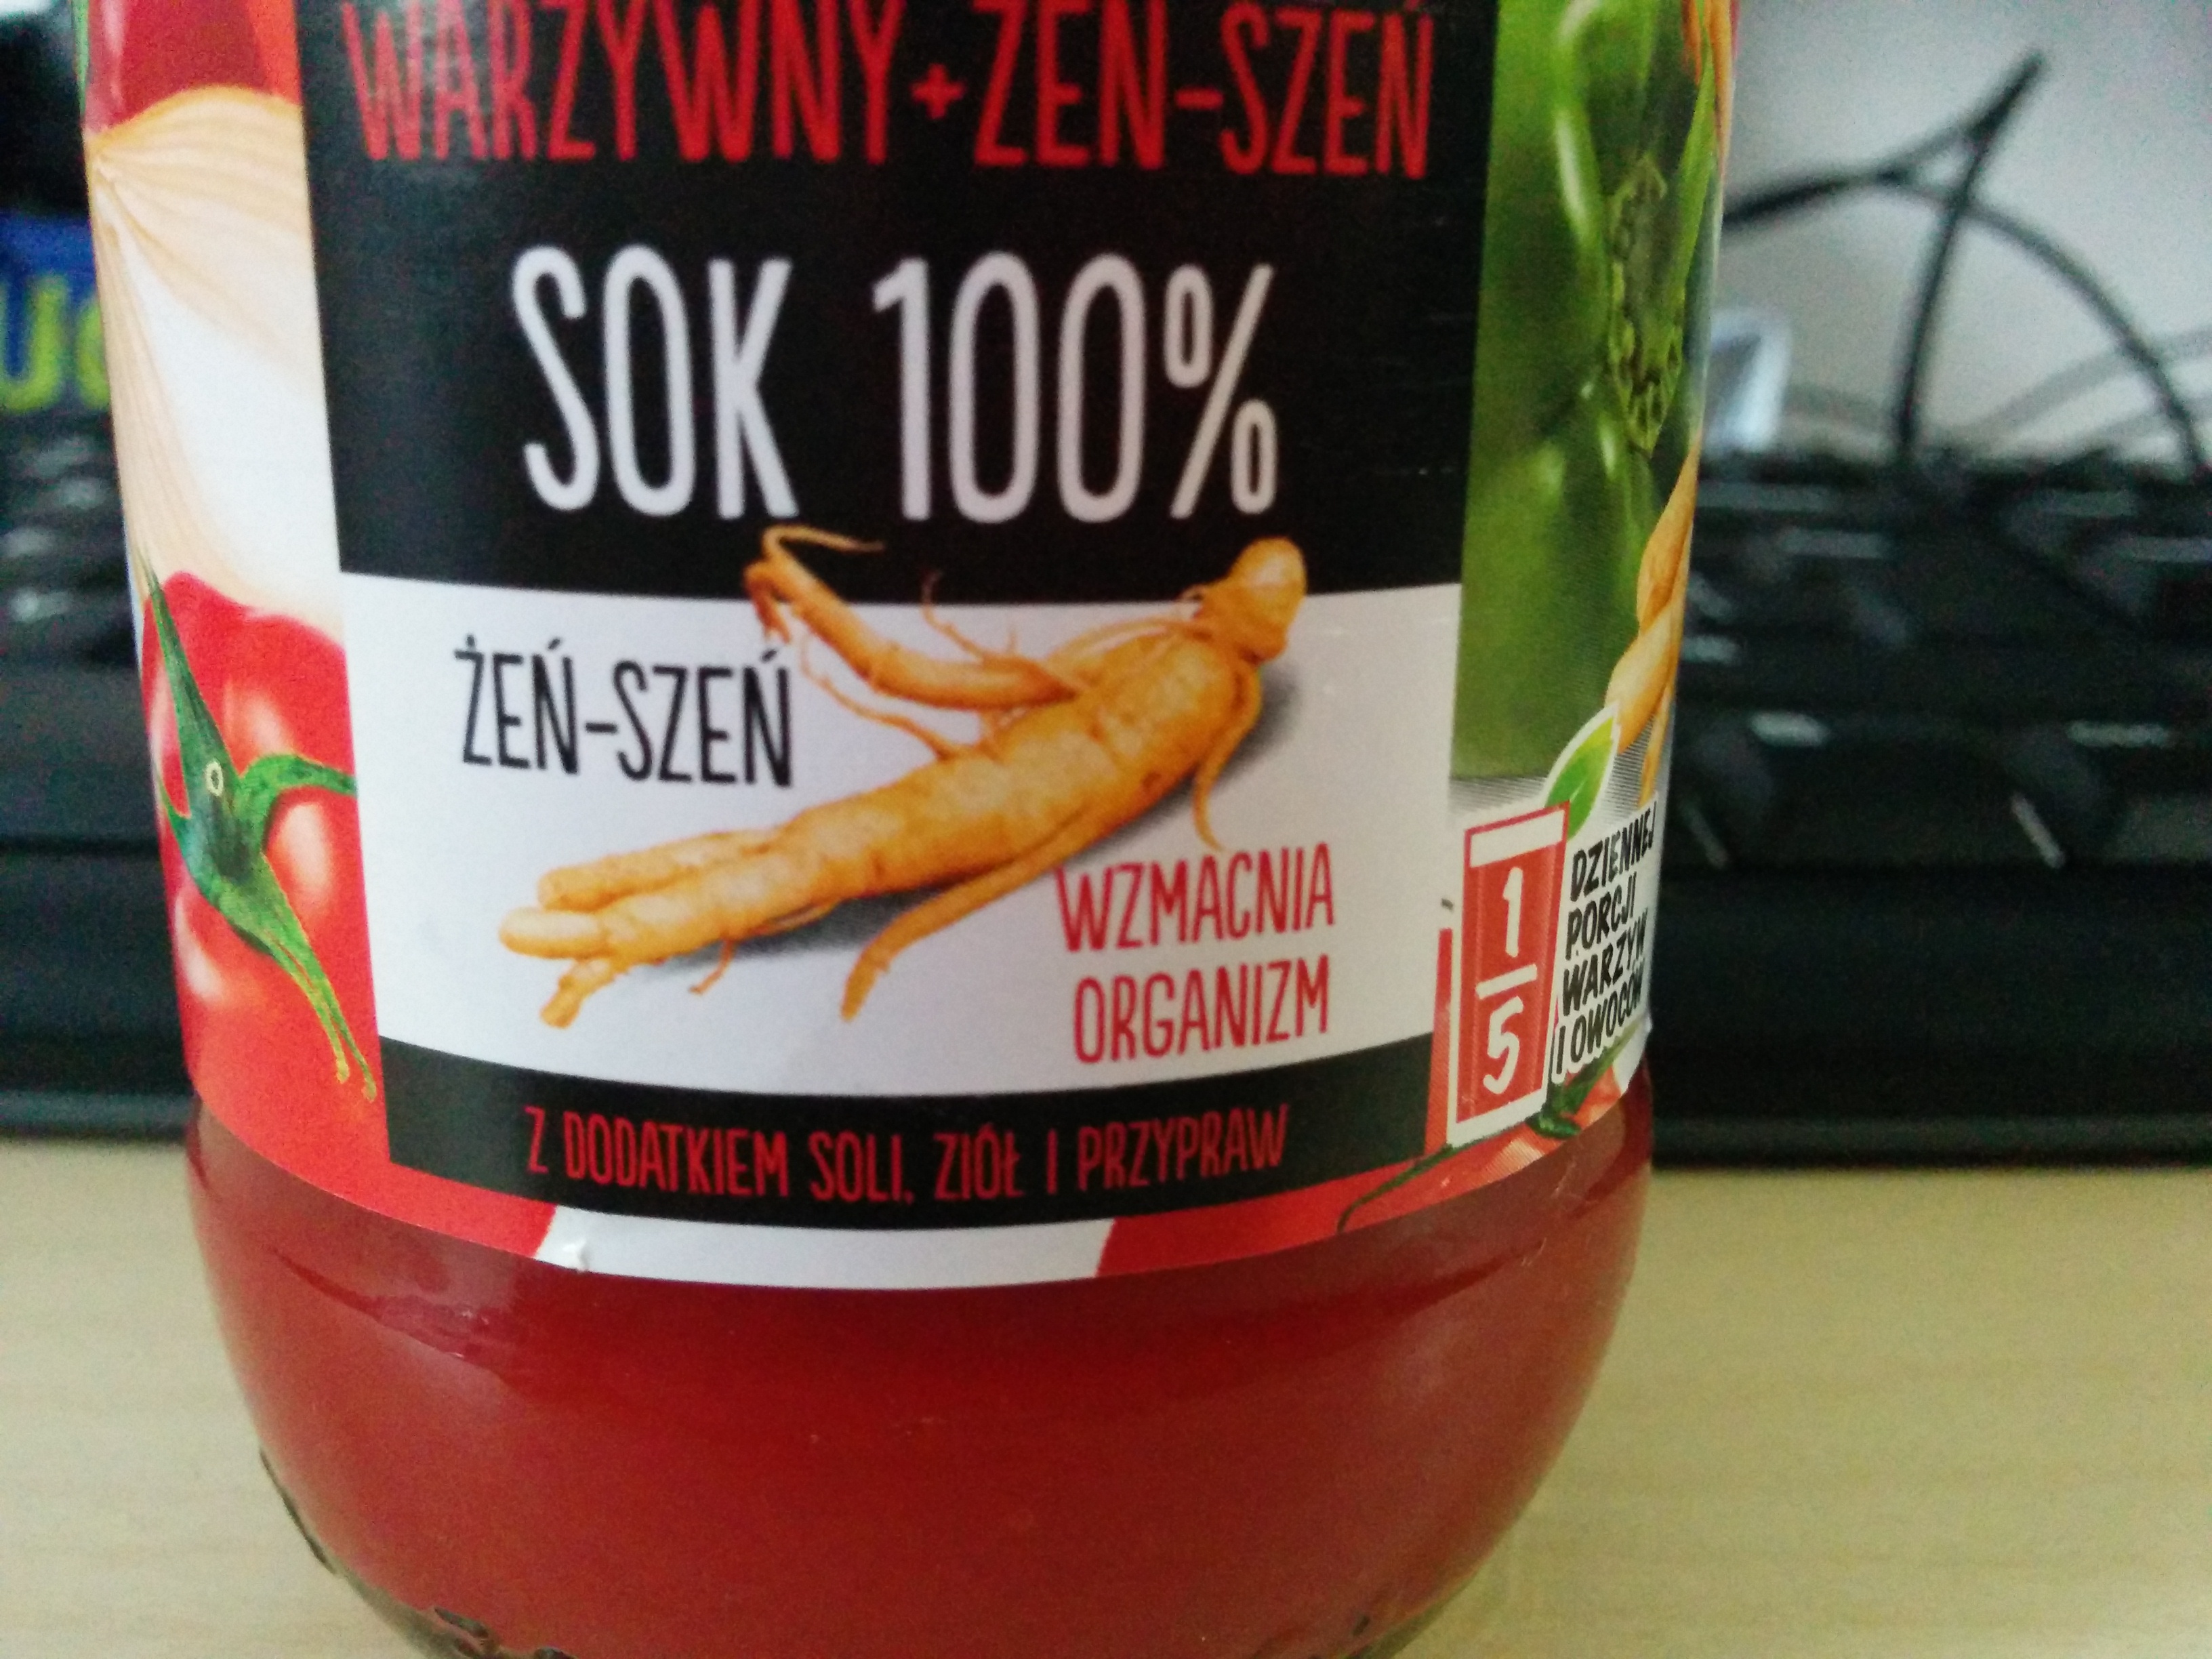 WARZYWNY+ŻEŃ-SZEŃ
SOK 100%
ŻEŃ-SZEŃ
WZMACNIA
ORGANIZM
1
5
DZIENNEJ
PORCJI
WARZYW
I OWOCÓW
Z DODATKIEM SOLI, ZIÓŁ I PRZYPRAW